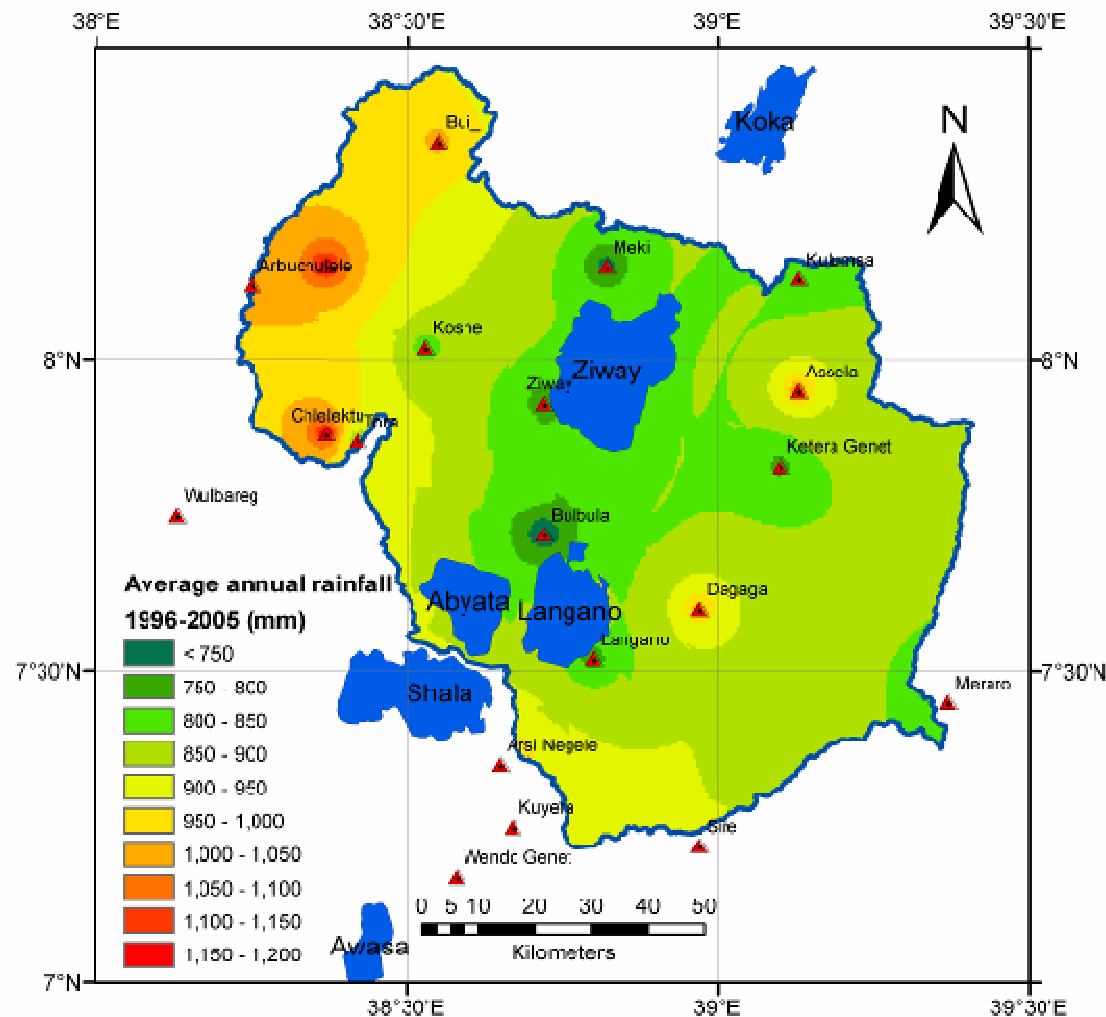 38°E 38°30'E 39°E 39°30'E
Koka
N
Bui_
Meki
Kosne
8°N 8°N
Ziway
Ziway
Ketera Genet
Wulbareg
Bulbula
Average annual rainfall
1996-2005 (mm)
Abyata
Langano
Dagaga
< 750
Langano
7°30'N 7°30'N
750 - 800
Shala
Meraro
800 - 850
850 - 900
Arsi Negele
900 - 950
Kuyera
950 - 1,000
Sire
1,000 - 1,050
Wendo Genet
1,050 - 1,100
0 5 10 20 30 40 50
1,100 - 1,150
Kilometers
1,150 - 1,200
Awasa
7°N
38°30'E 39°E 39°30'E